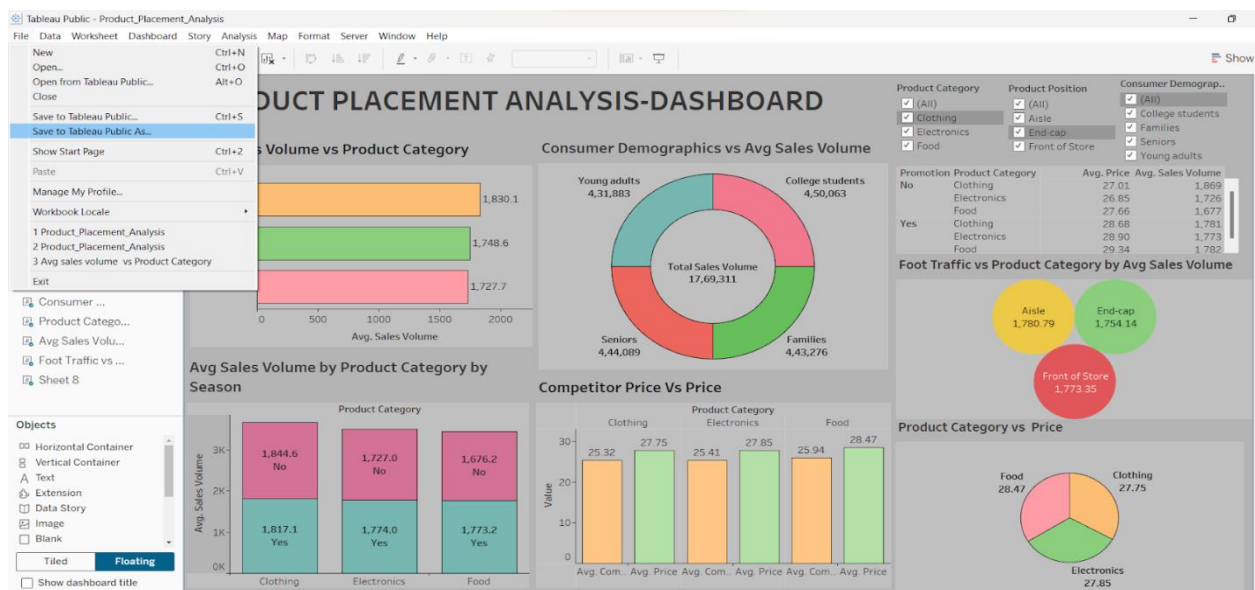 Tableau Public - Product_Placement_Analysis
File Data Worksheet Dashboard Story Analysis Map Format Server Window Help
New Ctrl+N
Open... Ctrl+O
Open from Tableau Public... Alt+O
Close
Save to Tableau Public... Ctrl+S
Save to Tableau Public As...
Show Start Page Ctrl+2
Paste Ctrl+V
Manage My Profile...
Workbook Locale
1 Product_Placement_Analysis
2 Product_Placement_Analysis
3 Avg sales volume vs Product Category
Exit
Show
Consumer ...
Product Catego...
Avg Sales Volu...
Foot Traffic vs ...
Sheet 8
Objects
Horizontal Container
Vertical Container
Text
Extension
Data Story
Image
Blank
Tiled Floating
Show dashboard title
DUCT PLACEMENT ANALYSIS-DASHBOARD
s Volume vs Product Category
1,830.1
1,748.6
1,727.7
0 500 1000 1500 2000
Avg. Sales Volume
Consumer Demographics vs Avg Sales Volume
Young adults
4,31,883
College students
4,50,063
Total Sales Volume
17,69,311
Seniors
4,44,089
Families
4,43,276
Product Category
(All)
Clothing
Electronics
Food
Product Position
(All)
Aisle
End-cap
Front of Store
Consumer Demograp..
(All)
College students
Families
Seniors
Young adults
Promotion Product Category Avg. Price Avg. Sales Volume
No Clothing 27.01 1,869
Electronics 26.85 1,726
Food 27.66 1,677
Yes Clothing 28.68 1,781
Electronics 28.90 1,773
Food 29.34 1,782
Foot Traffic vs Product Category by Avg Sales Volume
Aisle
1,780.79
End-cap
1,754.14
Front of Store
1,773.35
Avg Sales Volume by Product Category by
Season
Product Category
Avg. Sales Volume
3K
2K
1K
0K
1,844.6
No
1,727.0
No
1,676.2
No
1,817.1
Yes
1,774.0
Yes
1,773.2
Yes
Clothing Electronics Food
Competitor Price Vs Price
Product Category
Clothing Electronics Food
Value
30
20
10
0
25.32 27.75 25.41 27.85 25.94 28.47
Avg. Com.. Avg. Price Avg. Com.. Avg. Price Avg. Com.. Avg. Price
Product Category vs Price
Food
28.47
Clothing
27.75
Electronics
27.85